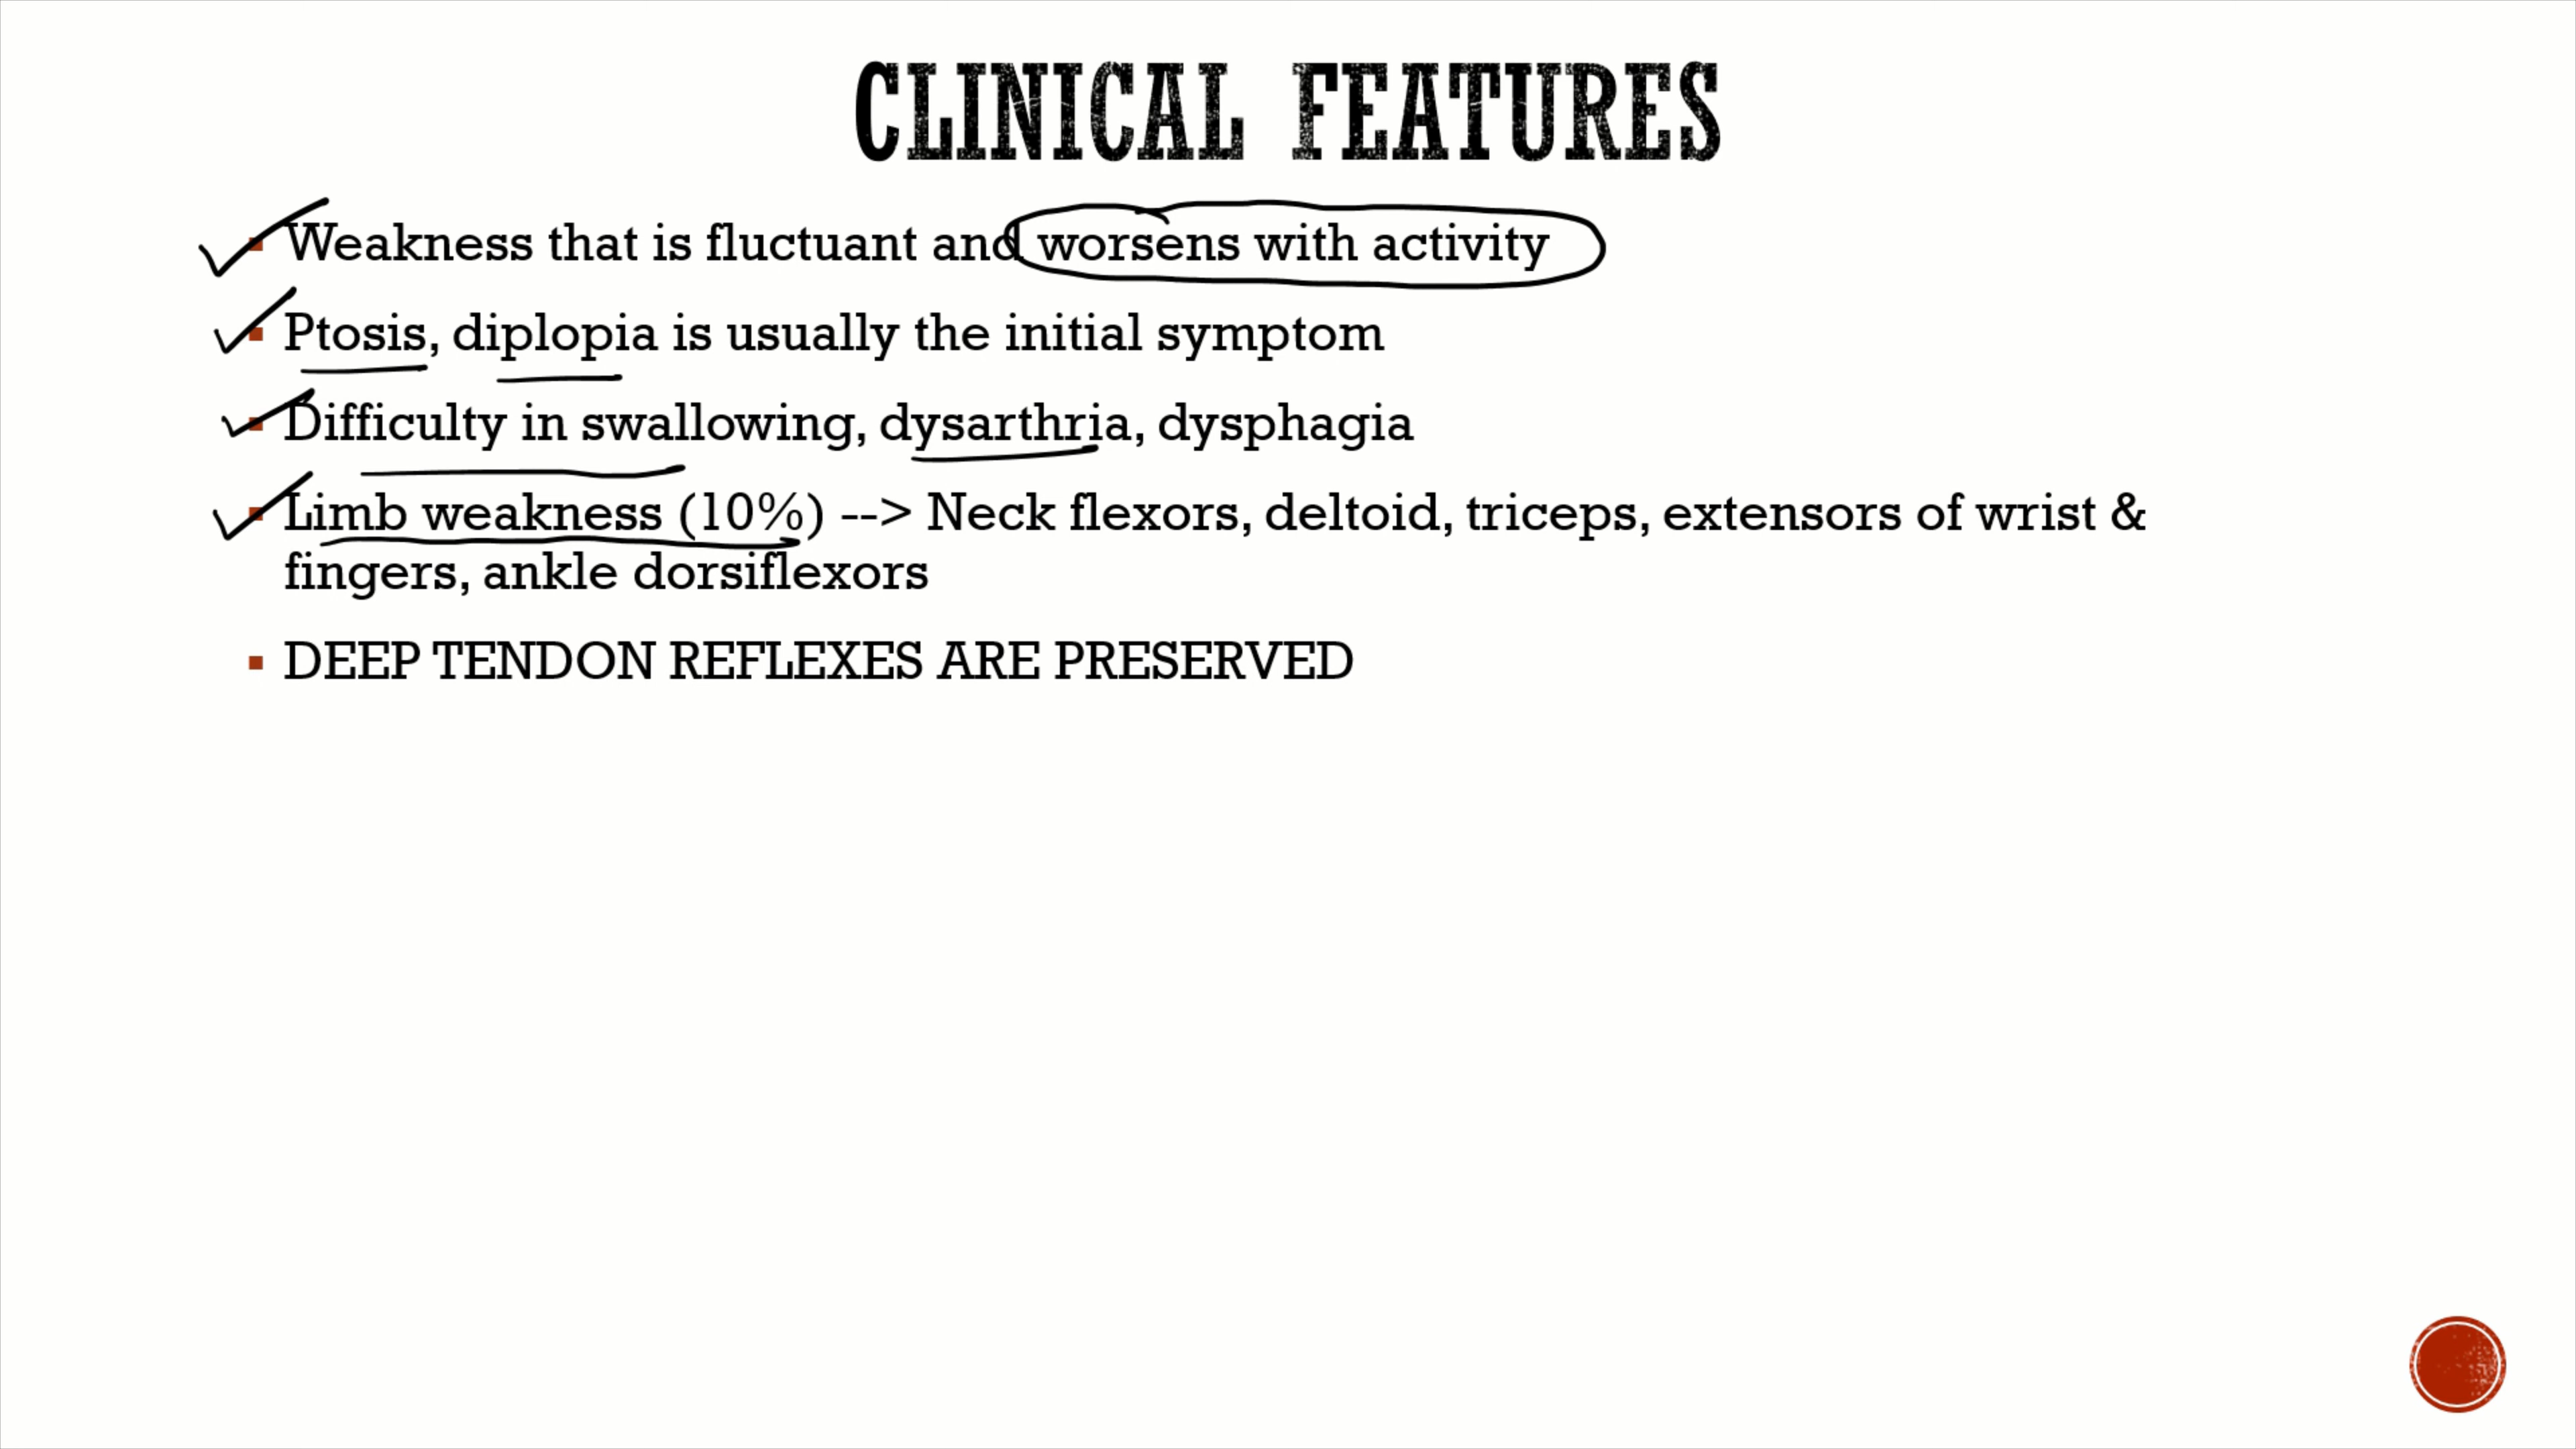 CLINICAL FEATURES
▪ Weakness that is fluctuant and worsens with activity
▪ Ptosis, diplopia is usually the initial symptom
▪ Difficulty in swallowing, dysarthria, dysphagia
▪ Limb weakness (10%) --> Neck flexors, deltoid, triceps, extensors of wrist &
fingers, ankle dorsiflexors
▪ DEEP TENDON REFLEXES ARE PRESERVED